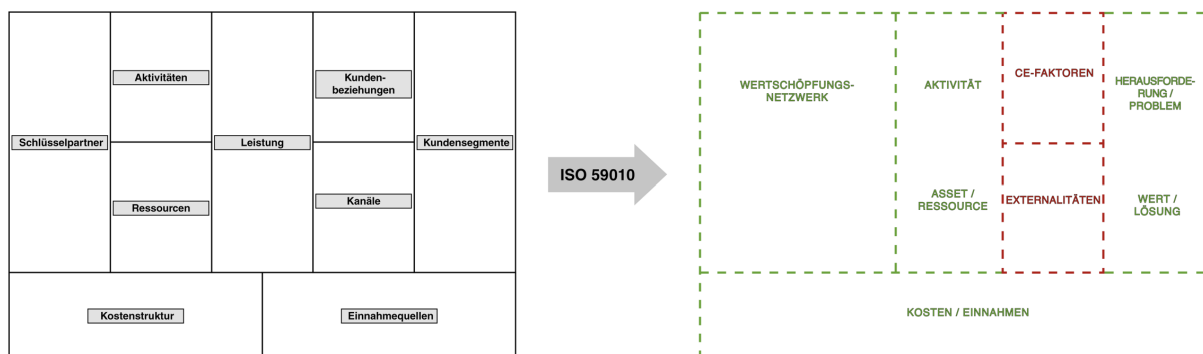 Aktivitäten
Kunden-
beziehungen
Schlüsselpartner
Leistung
Kundensegmente
Ressourcen
Kanäle
Kostenstruktur
Einnahmequellen
ISO 59010
WERTSCHÖPFUNGS-
NETZWERK
AKTIVITÄT
CE-FAKTOREN
HERAUSFORDE-
RUNG /
PROBLEM
ASSET /
RESSOURCE
EXTERNALITÄTEN
WERT /
LÖSUNG
KOSTEN / EINNAHMEN